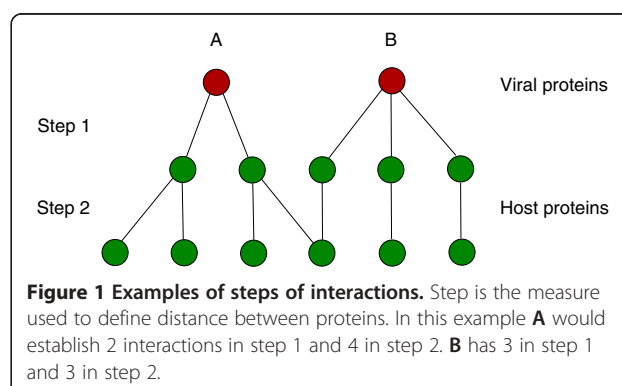 A B
Viral proteins
Step 1
Step 2 Host proteins
Figure 1 Examples of steps of interactions. Step is the measure
used to define distance between proteins. In this example A would
establish 2 interactions in step 1 and 4 in step 2. B has 3 in step 1
and 3 in step 2.